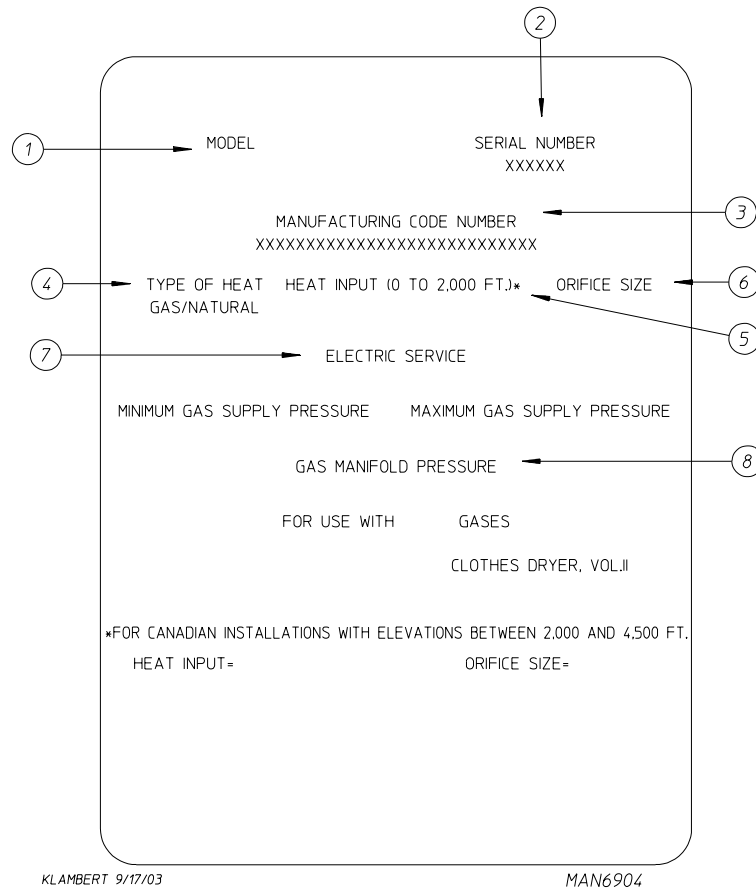 2
1 MODEL SERIAL NUMBER
XXXXXX
3
MANUFACTURING CODE NUMBER
XXXXXXXXXXXXXXXXXXXXXXXXXXXX
4 TYPE OF HEAT HEAT INPUT (0 TO 2,000 FT.)* ORIFICE SIZE 6
GAS/NATURAL
5
7 ELECTRIC SERVICE
MINIMUM GAS SUPPLY PRESSURE MAXIMUM GAS SUPPLY PRESSURE
GAS MANIFOLD PRESSURE 8
FOR USE WITH GASES
CLOTHES DRYER, VOL.II
*FOR CANADIAN INSTALLATIONS WITH ELEVATIONS BETWEEN 2,000 AND 4,500 FT.
HEAT INPUT= ORIFICE SIZE=
KLAMBERT 9/17/03 MAN6904